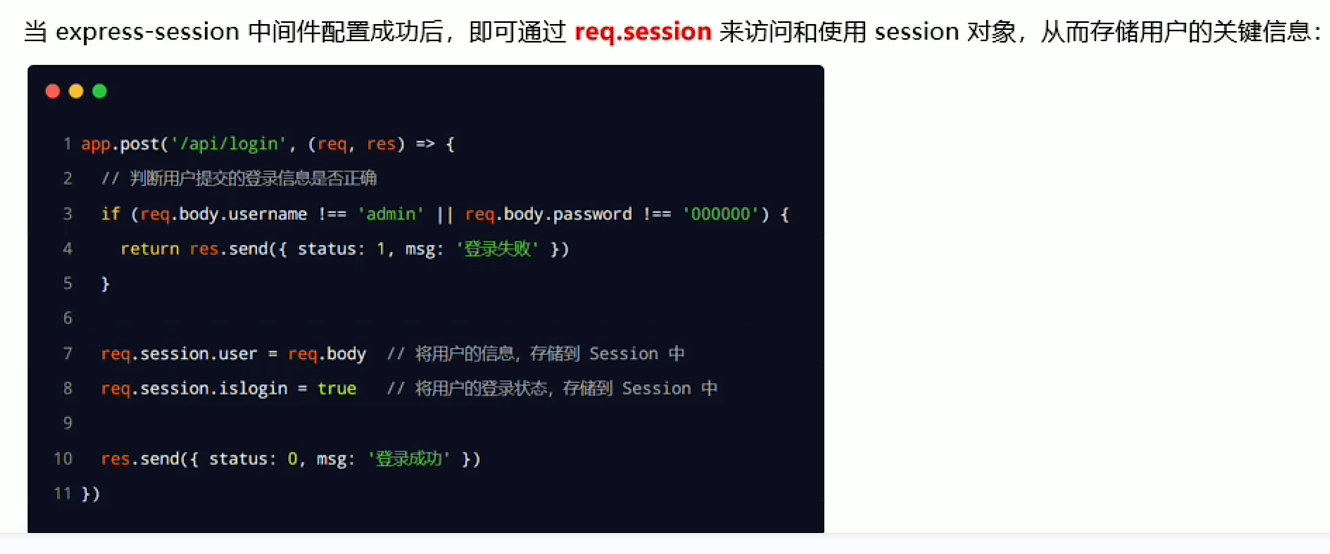 当 express-session 中间件配置成功后，即可通过 req.session 来访问和使用 session 对象，从而存储用户的关键信息：
1 app.post('/api/login', (req, res) => {
2   // 判断用户提交的登录信息是否正确
3   if (req.body.username !== 'admin' || req.body.password !== '000000') {
4     return res.send({ status: 1, msg: '登录失败' })
5   }
6
7   req.session.user = req.body  // 将用户的信息，存储到 Session 中
8   req.session.islogin = true   // 将用户的登录状态，存储到 Session 中
9
10   res.send({ status: 0, msg: '登录成功' })
11 })